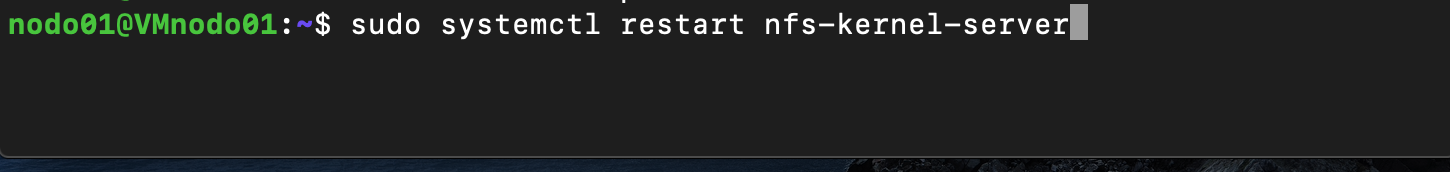 nodo01@VMnodo01:~$ sudo systemctl restart nfs-kernel-server